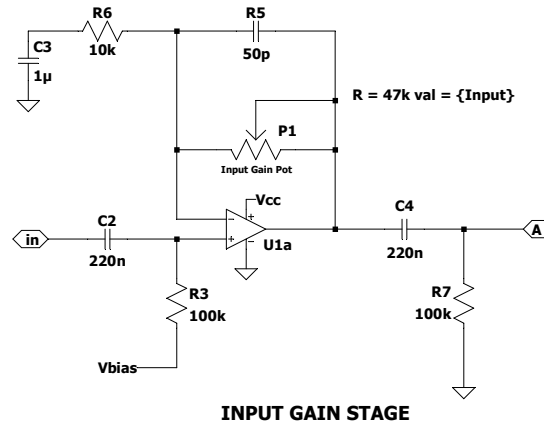 R6
10k
C3
1µ
R5
50p
R = 47k val = {Input}
P1
Input Gain Pot
Vcc
U1a
in
C2
220n
R3
100k
Vbias
C4
220n
A
R7
100k
INPUT GAIN STAGE